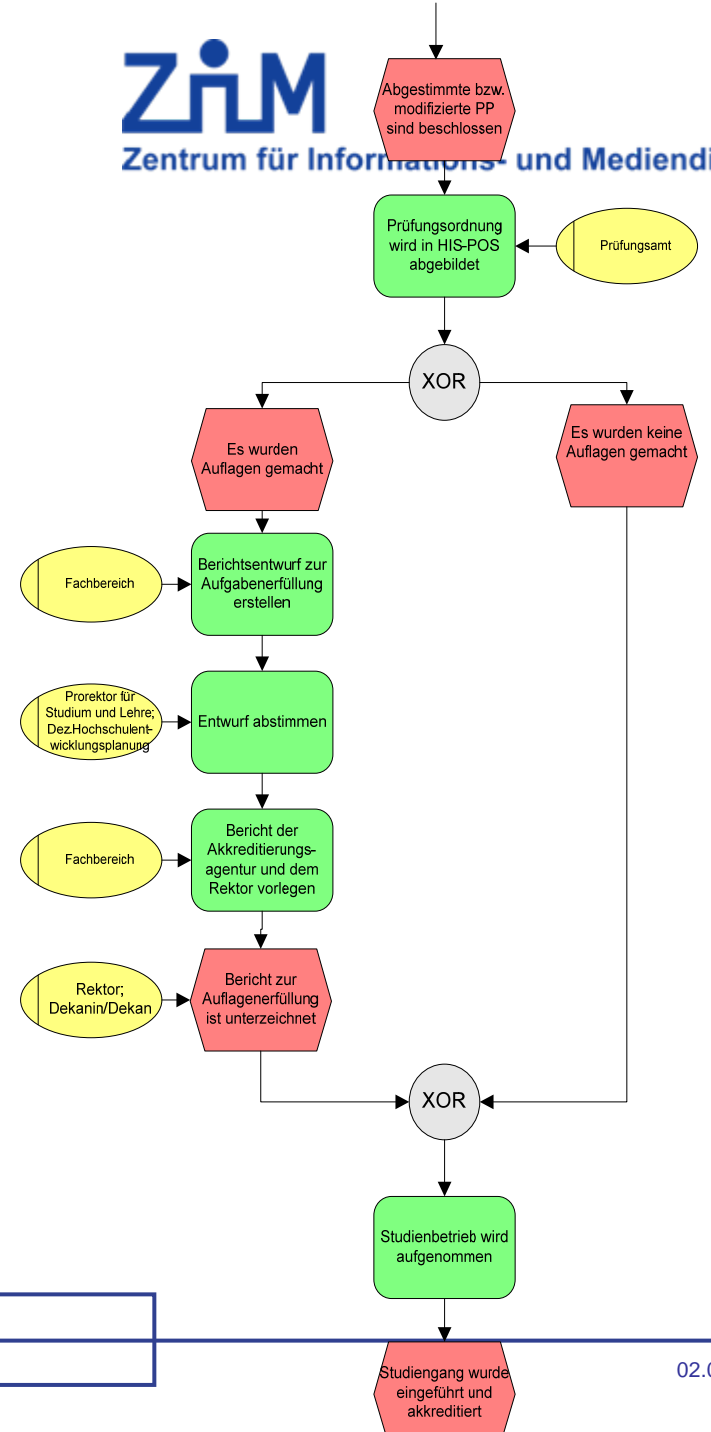 ZIM
Abgestimmte bzw.
modifizierte PP
sind beschlossen
Zentrum für Informations- und
Prüfungsordnung
wird in HIS-POS
abgebildet
Prüfungsamt
XOR
Es wurden
Auflagen gemacht
Es wurden keine
Auflagen gemacht
Fachbereich
Berichtsentwurf zur
Aufgabenerfüllung
erstellen
Prorektor für
Studium und Lehre;
Dez.Hochschulent-
wicklungsplanung
Entwurf abstimmen
Fachbereich
Bericht der
Akkreditierungs-
agentur und dem
Rektor vorlegen
Rektor;
Dekanin/Dekan
Bericht zur
Auflagenerfüllung
ist unterzeichnet
XOR
Studienbetrieb wird
aufgenommen
02.0
Studiengang wurde
eingeführt und
akkreditiert